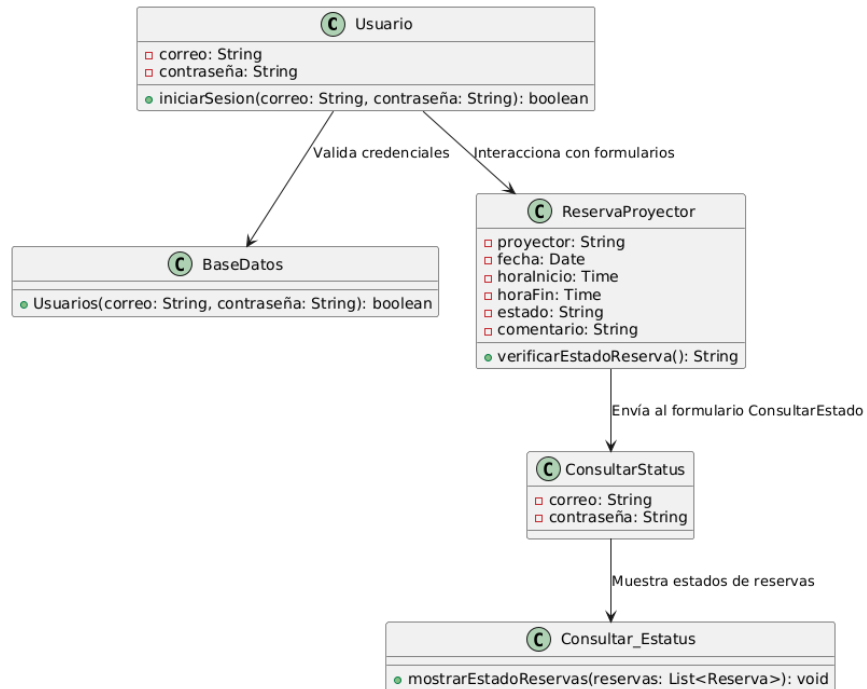 C Usuario
correo: String
contraseña: String
iniciarSesion(correo: String, contraseña: String): boolean
Valida credenciales
Interacciona con formularios
C ReservaProyector
proyector: String
fecha: Date
horaInicio: Time
horaFin: Time
estado: String
comentario: String
verificarEstadoReserva(): String
C BaseDatos
Usuarios(correo: String, contraseña: String): boolean
Envía al formulario ConsultarEstado
C ConsultarStatus
correo: String
contraseña: String
Muestra estados de reservas
C Consultar_Estatus
mostrarEstadoReservas(reservas: List<Reserva>): void